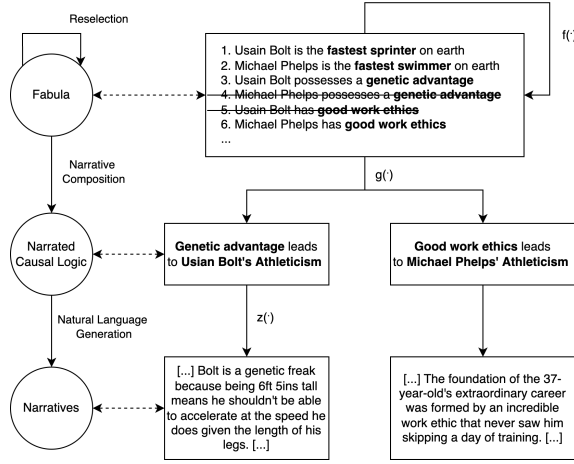 Reselection
f(·)
1. Usain Bolt is the fastest sprinter on earth
2. Michael Phelps is the fastest swimmer on earth
3. Usain Bolt possesses a genetic advantage
4. Michael Phelps possesses a genetic advantage
5. Usain Bolt has good work ethics
6. Michael Phelps has good work ethics
...
Fabula
Narrative
Composition
g(·)
Narrated
Causal Logic
Genetic advantage leads
to Usian Bolt's Athleticism
Good work ethics leads
to Michael Phelps' Athleticism
Natural Language
Generation
z(·)
Narratives
[...] Bolt is a genetic freak
because being 6ft 5ins tall
means he shouldn't be able
to accelerate at the speed he
does given the length of his
legs. [...]
[...] The foundation of the 37-
year-old's extraordinary career
was formed by an incredible
work ethic that never saw him
skipping a day of training. [...]